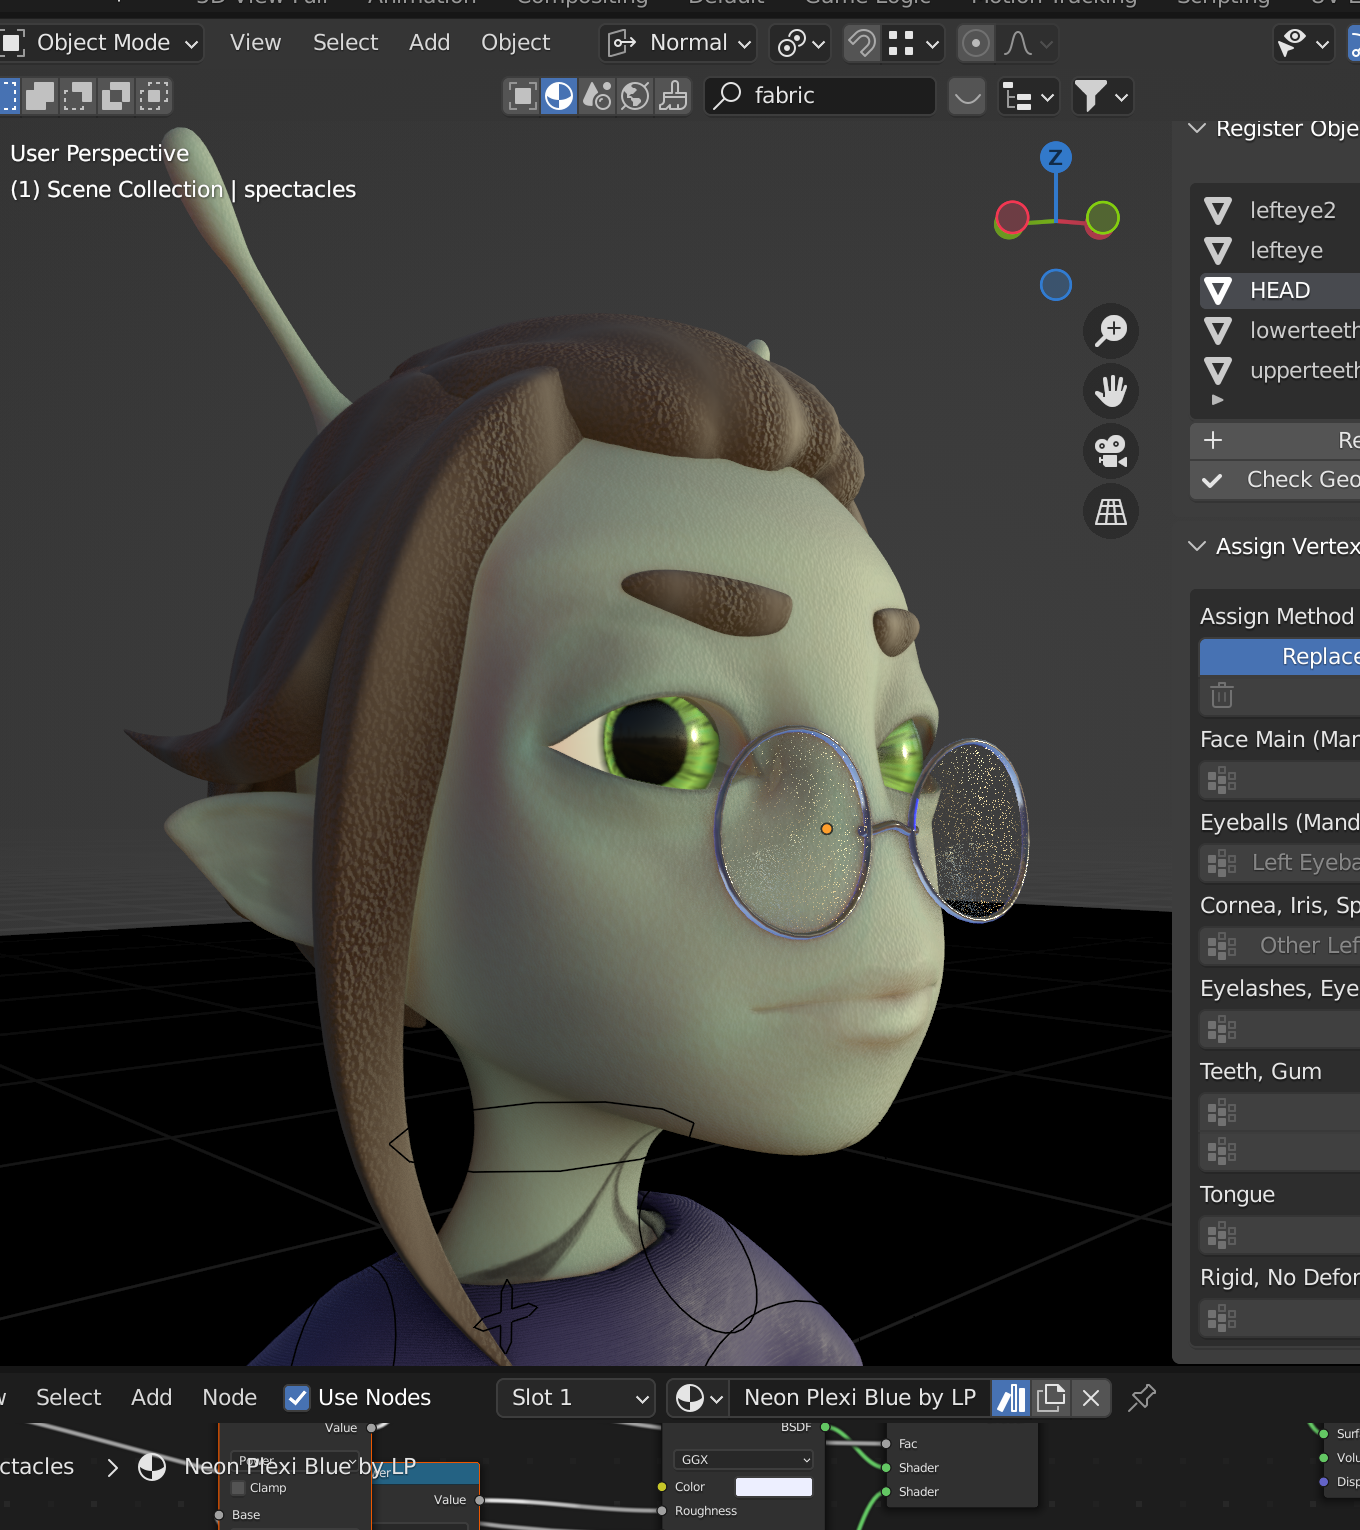 Object Mode View Select Add Object Normal
fabric
User Perspective
(1) Scene Collection | spectacles
Z
Register Obje
lefteye2
lefteye
HEAD
lowerteeth
upperteeth
Re
Check Geo
Assign Vertex
Assign Method
Replace
Face Main (Man
Eyeballs (Mand
Left Eyeba
Cornea, Iris, Sp
Other Lef
Eyelashes, Eye
Teeth, Gum
Tongue
Rigid, No Defor
Select Add Node Use Nodes Slot 1 Neon Plexi Blue by LP
Value
BSDF
Fac
Surf
ctacles > Neon Plexi Blue by LP
Power
er
GGX
Shader
Volu
Clamp
Color
Shader
Disp
Value
Base
Roughness